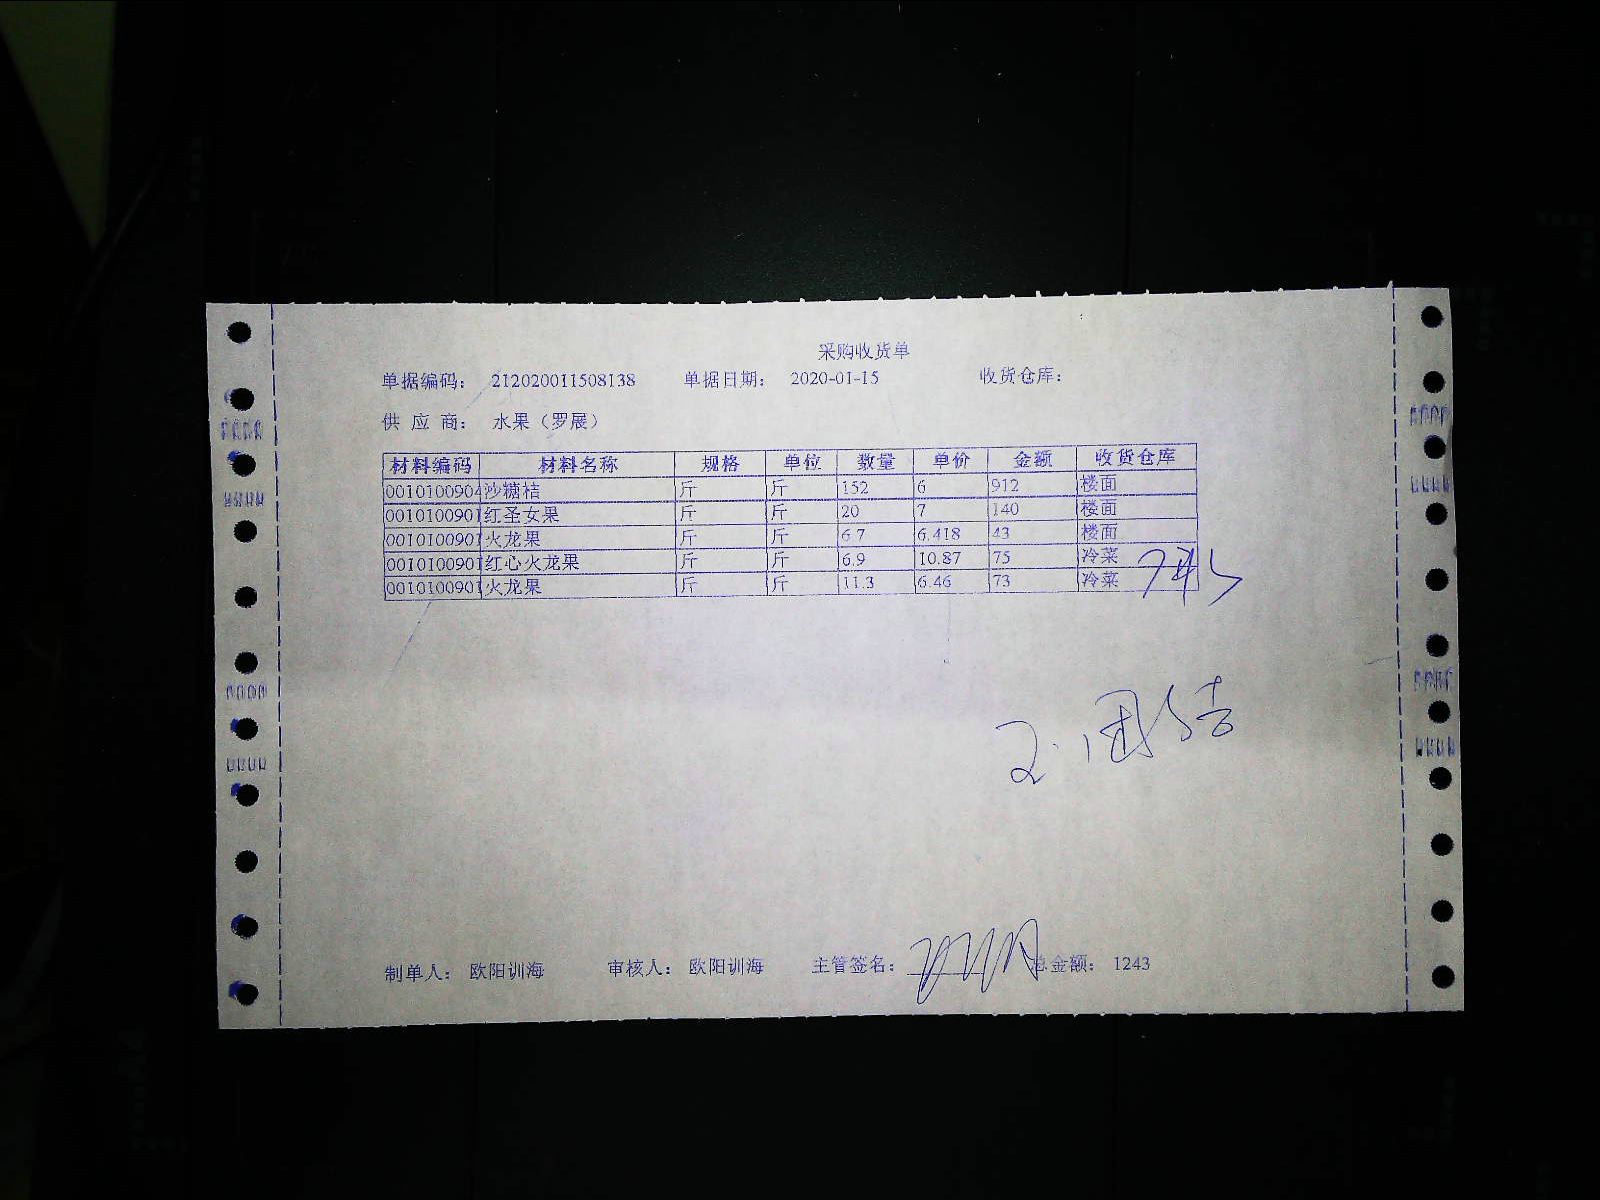 采购收货单
单据编码： 212020011508138 单据日期： 2020-01-15 收货仓库：
供 应 商： 水果（罗展）
材料编码 材料名称 规格 单位 数量 单价 金额 收货仓库
0010100904 沙糖桔 斤 斤 152 6 912 楼面
0010100901 红圣女果 斤 斤 20 7 140 楼面
0010100901 火龙果 斤 斤 6.7 6.418 43 楼面
0010100901 红心火龙果 斤 斤 6.9 10.87 75 冷菜
0010100901 火龙果 斤 斤 11.3 6.46 73 冷菜
制单人： 欧阳训海 审核人： 欧阳训海 主管签名： 总金额： 1243